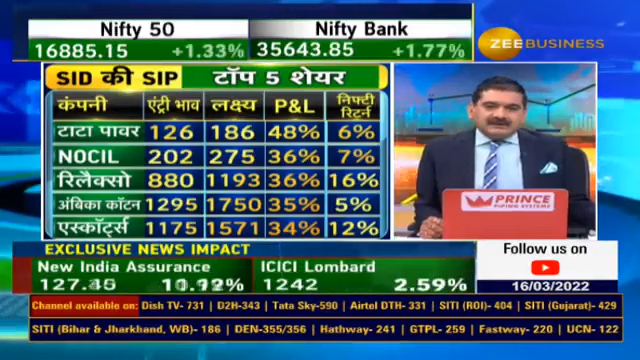 Nifty 50
16885.15 +1.33%
Nifty Bank
35643.85 +1.77%
ZEE BUSINESS
SID की SIP टॉप 5 शेयर
कंपनी एंट्री भाव लक्ष्य P&L निफ्टी रिटर्न
टाटा पावर 126 186 48% 6%
NOCIL 202 275 36% 7%
रिलैक्सो 880 1193 36% 16%
अंबिका कॉटन 1295 1750 35% 5%
एस्कॉर्ट्स 1175 1571 34% 12%
PRINCE
PIPING SYSTEMS
EXCLUSIVE NEWS IMPACT
New India Assurance
ICICI Lombard
1242 2.59%
Follow us on
16/03/2022
Channel available on: Dish TV- 731 | D2H-343 | Tata Sky-590 | Airtel DTH- 331 | SITI (ROI)- 404 | SITI (Gujarat)- 429
SITI (Bihar & Jharkhand, WB)- 186 | DEN-355/356 | Hathway- 241 | GTPL- 259 | Fastway- 220 | UCN- 122